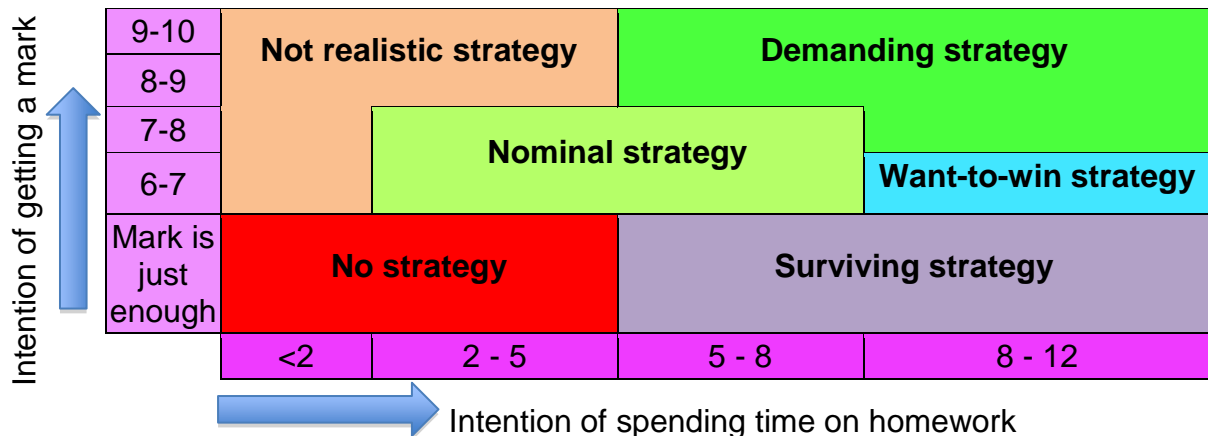 Intention of getting a mark
9-10
Not realistic strategy
Demanding strategy
8-9
7-8
Nominal strategy
6-7
Want-to-win strategy
Mark is
just
enough
No strategy
Surviving strategy
<2
2 - 5
5 - 8
8 - 12
Intention of spending time on homework